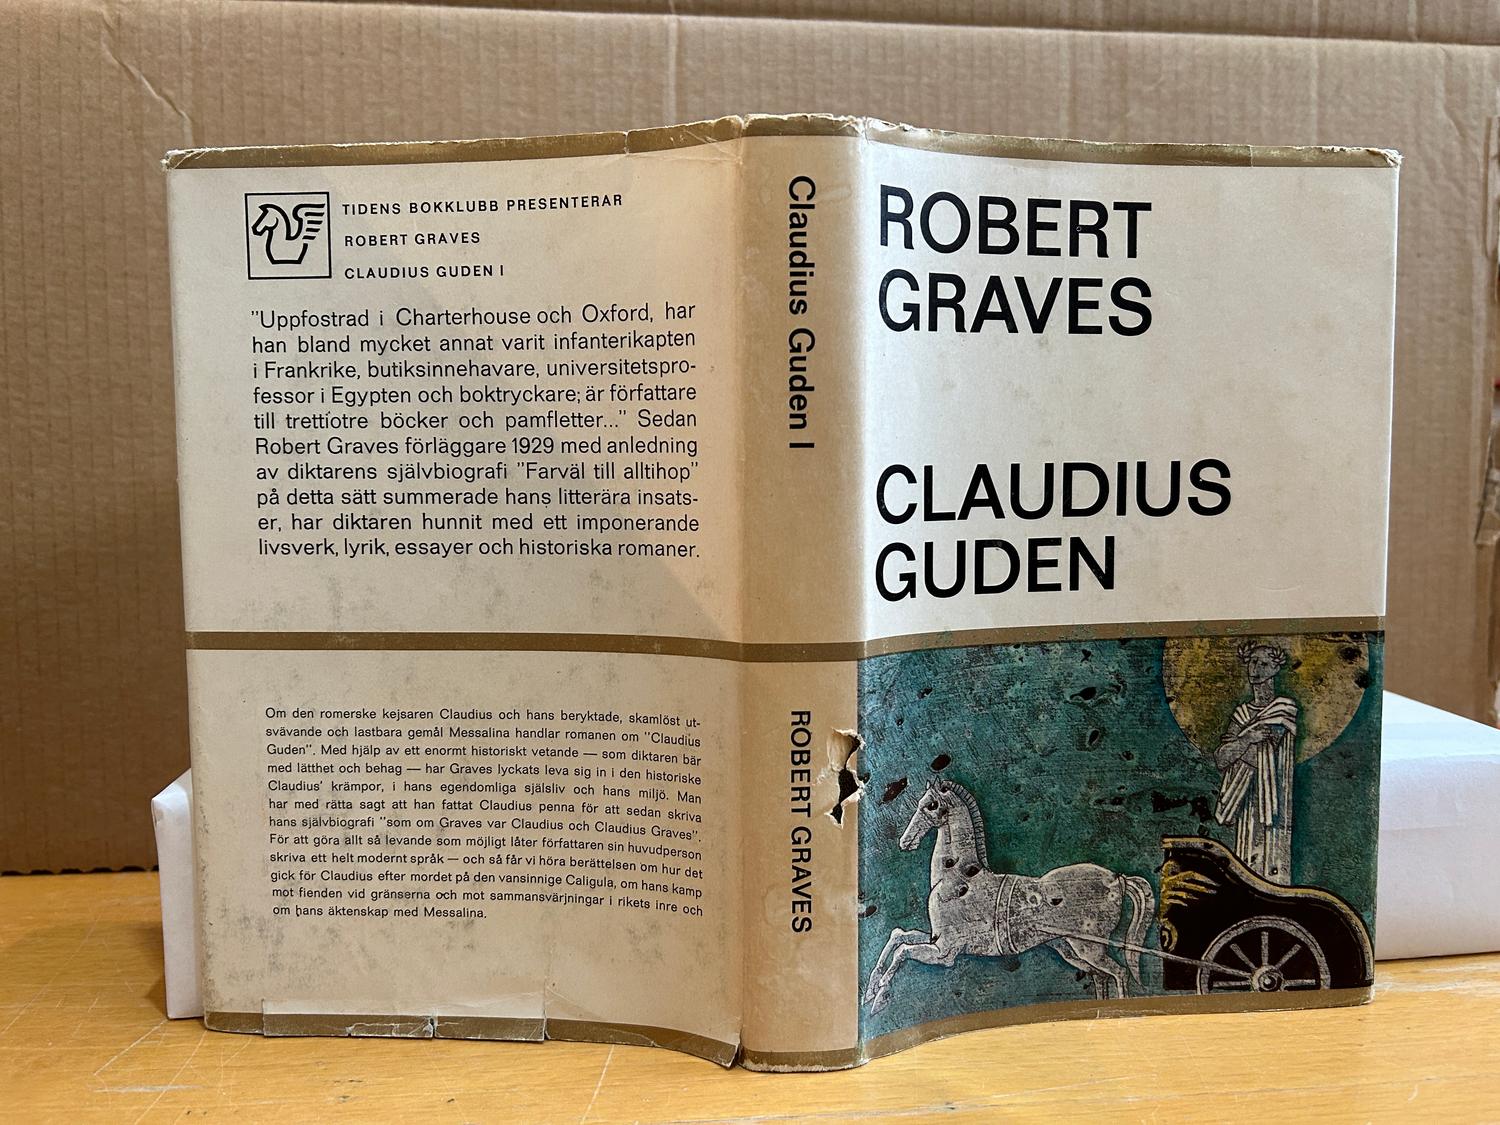 TIDENS BOKKLUBB PRESENTERAR
ROBERT GRAVES
CLAUDIUS GUDEN I
"Uppfostrad i Charterhouse och Oxford, har
han bland mycket annat varit infanterikapten
i Frankrike, butiksinnehavare, universitetspro-
fessor i Egypten och boktryckare; är författare
till trettiotre böcker och pamfletter..." Sedan
Robert Graves förläggare 1929 med anledning
av diktarens självbiografi "Farväl till alltihop"
på detta sätt summerade hans litterära insats-
er, har diktaren hunnit med ett imponerande
livsverk, lyrik, essayer och historiska romaner.
Om den romerske kejsaren Claudius och hans beryktade, skamlöst ut-
svävande och lastbara gemål Messalina handlar romanen om "Claudius
Guden". Med hjälp av ett enormt historiskt vetande — som diktaren bär
med lätthet och behag — har Graves lyckats leva sig in i den historiske
Claudius' krämpor, i hans egendomliga själsliv och hans miljö. Man
har med rätta sagt att han fattat Claudius penna för att sedan skriva
hans självbiografi "som om Graves var Claudius och Claudius Graves".
För att göra allt så levande som möjligt låter författaren sin huvudperson
skriva ett helt modernt språk — och så får vi höra berättelsen om hur det
gick för Claudius efter mordet på den vansinnige Caligula, om hans kamp
mot fienden vid gränserna och mot sammansvärjningar i rikets inre och
om hans äktenskap med Messalina.
Claudius Guden I
ROBERT GRAVES
ROBERT
GRAVES
CLAUDIUS
GUDEN